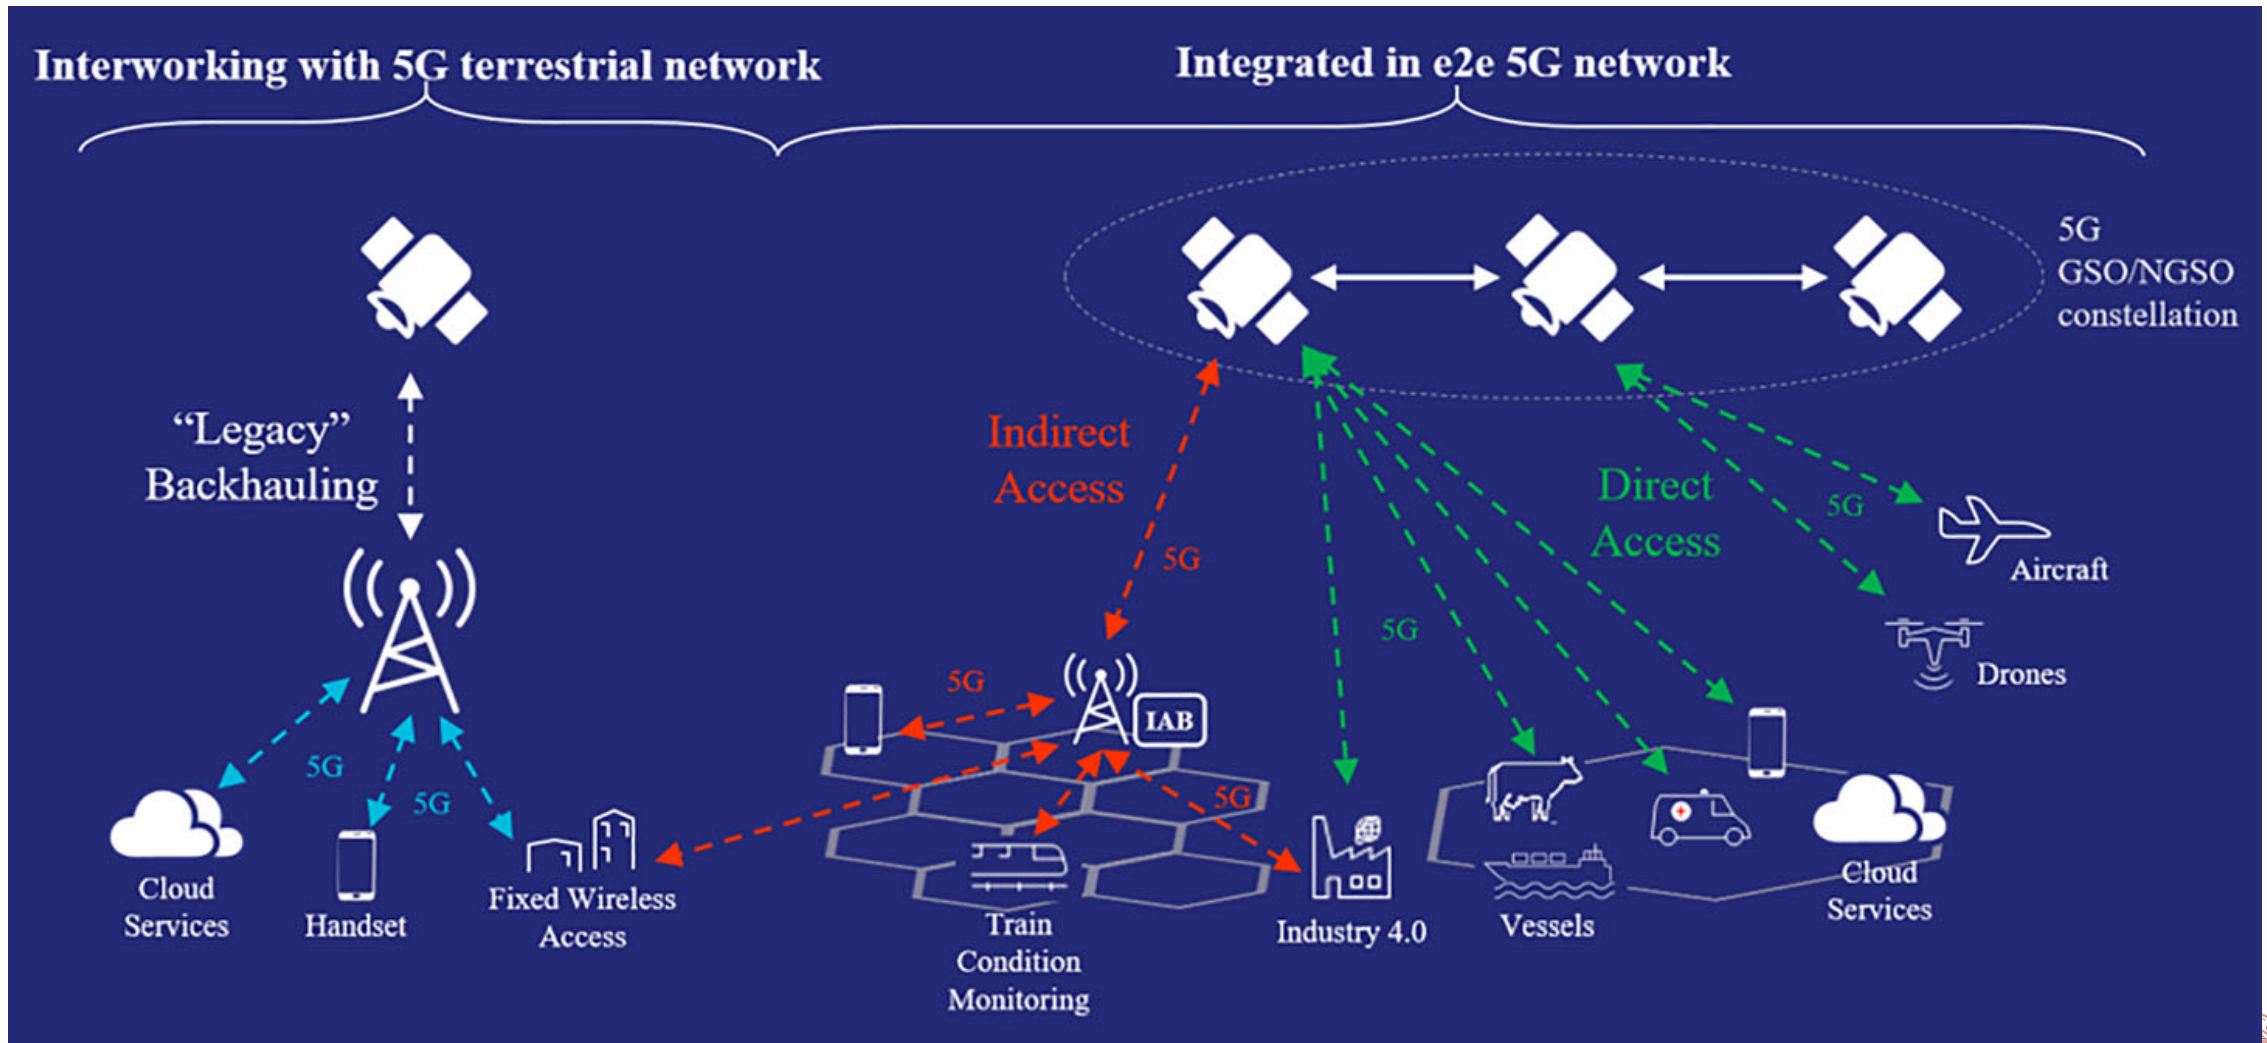 Interworking with 5G terrestrial network
Integrated in e2e 5G network
5G
GSO/NGSO
constellation
“Legacy”
Backhauling
Indirect
Access
5G
Direct
Access
5G
Aircraft
Drones
5G
5G
IAB
5G
5G
5G
Cloud
Services
Handset
Fixed Wireless
Access
Train
Condition
Monitoring
Industry 4.0
Vessels
Cloud
Services